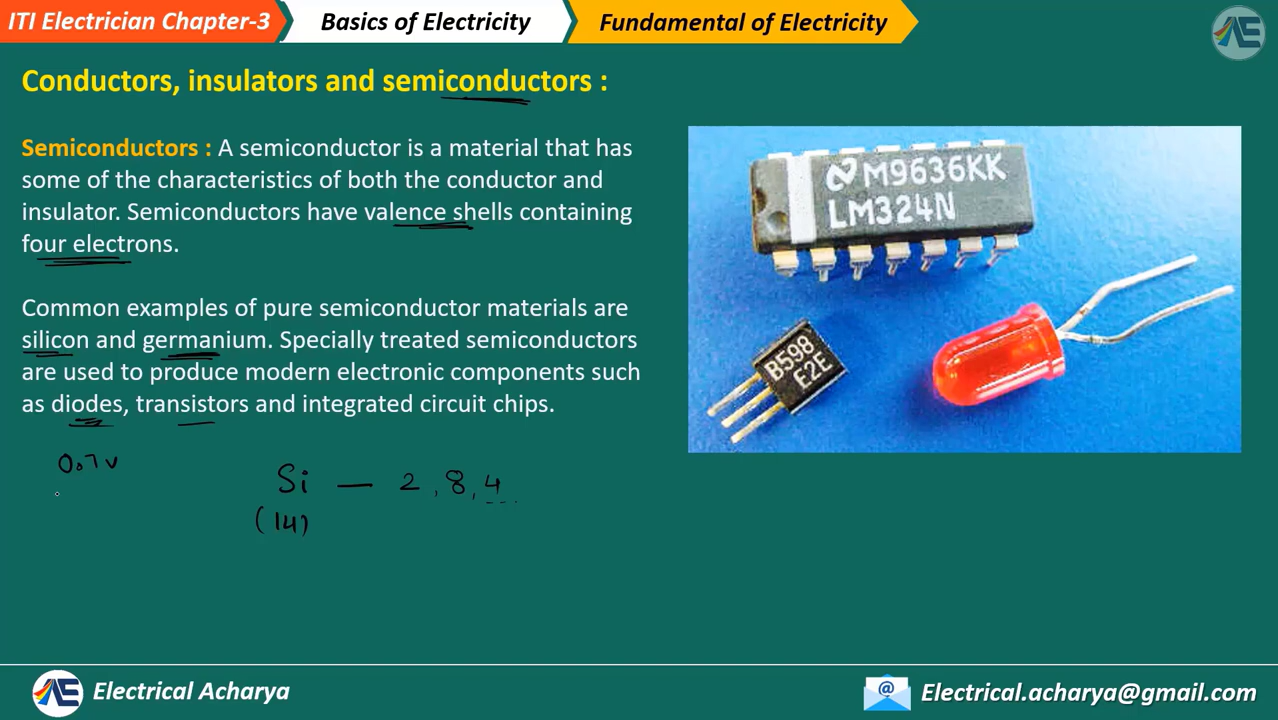 ITI Electrician Chapter-3
Basics of Electricity
Fundamental of Electricity
Conductors, insulators and semiconductors :
Semiconductors : A semiconductor is a material that has
some of the characteristics of both the conductor and
insulator. Semiconductors have valence shells containing
four electrons.
M9636KK
LM324N
B598
E2E
Common examples of pure semiconductor materials are
silicon and germanium. Specially treated semiconductors
are used to produce modern electronic components such
as diodes, transistors and integrated circuit chips.
0.7 v
Si — 2, 8, 4
(14)
Electrical Acharya
Electrical.acharya@gmail.com